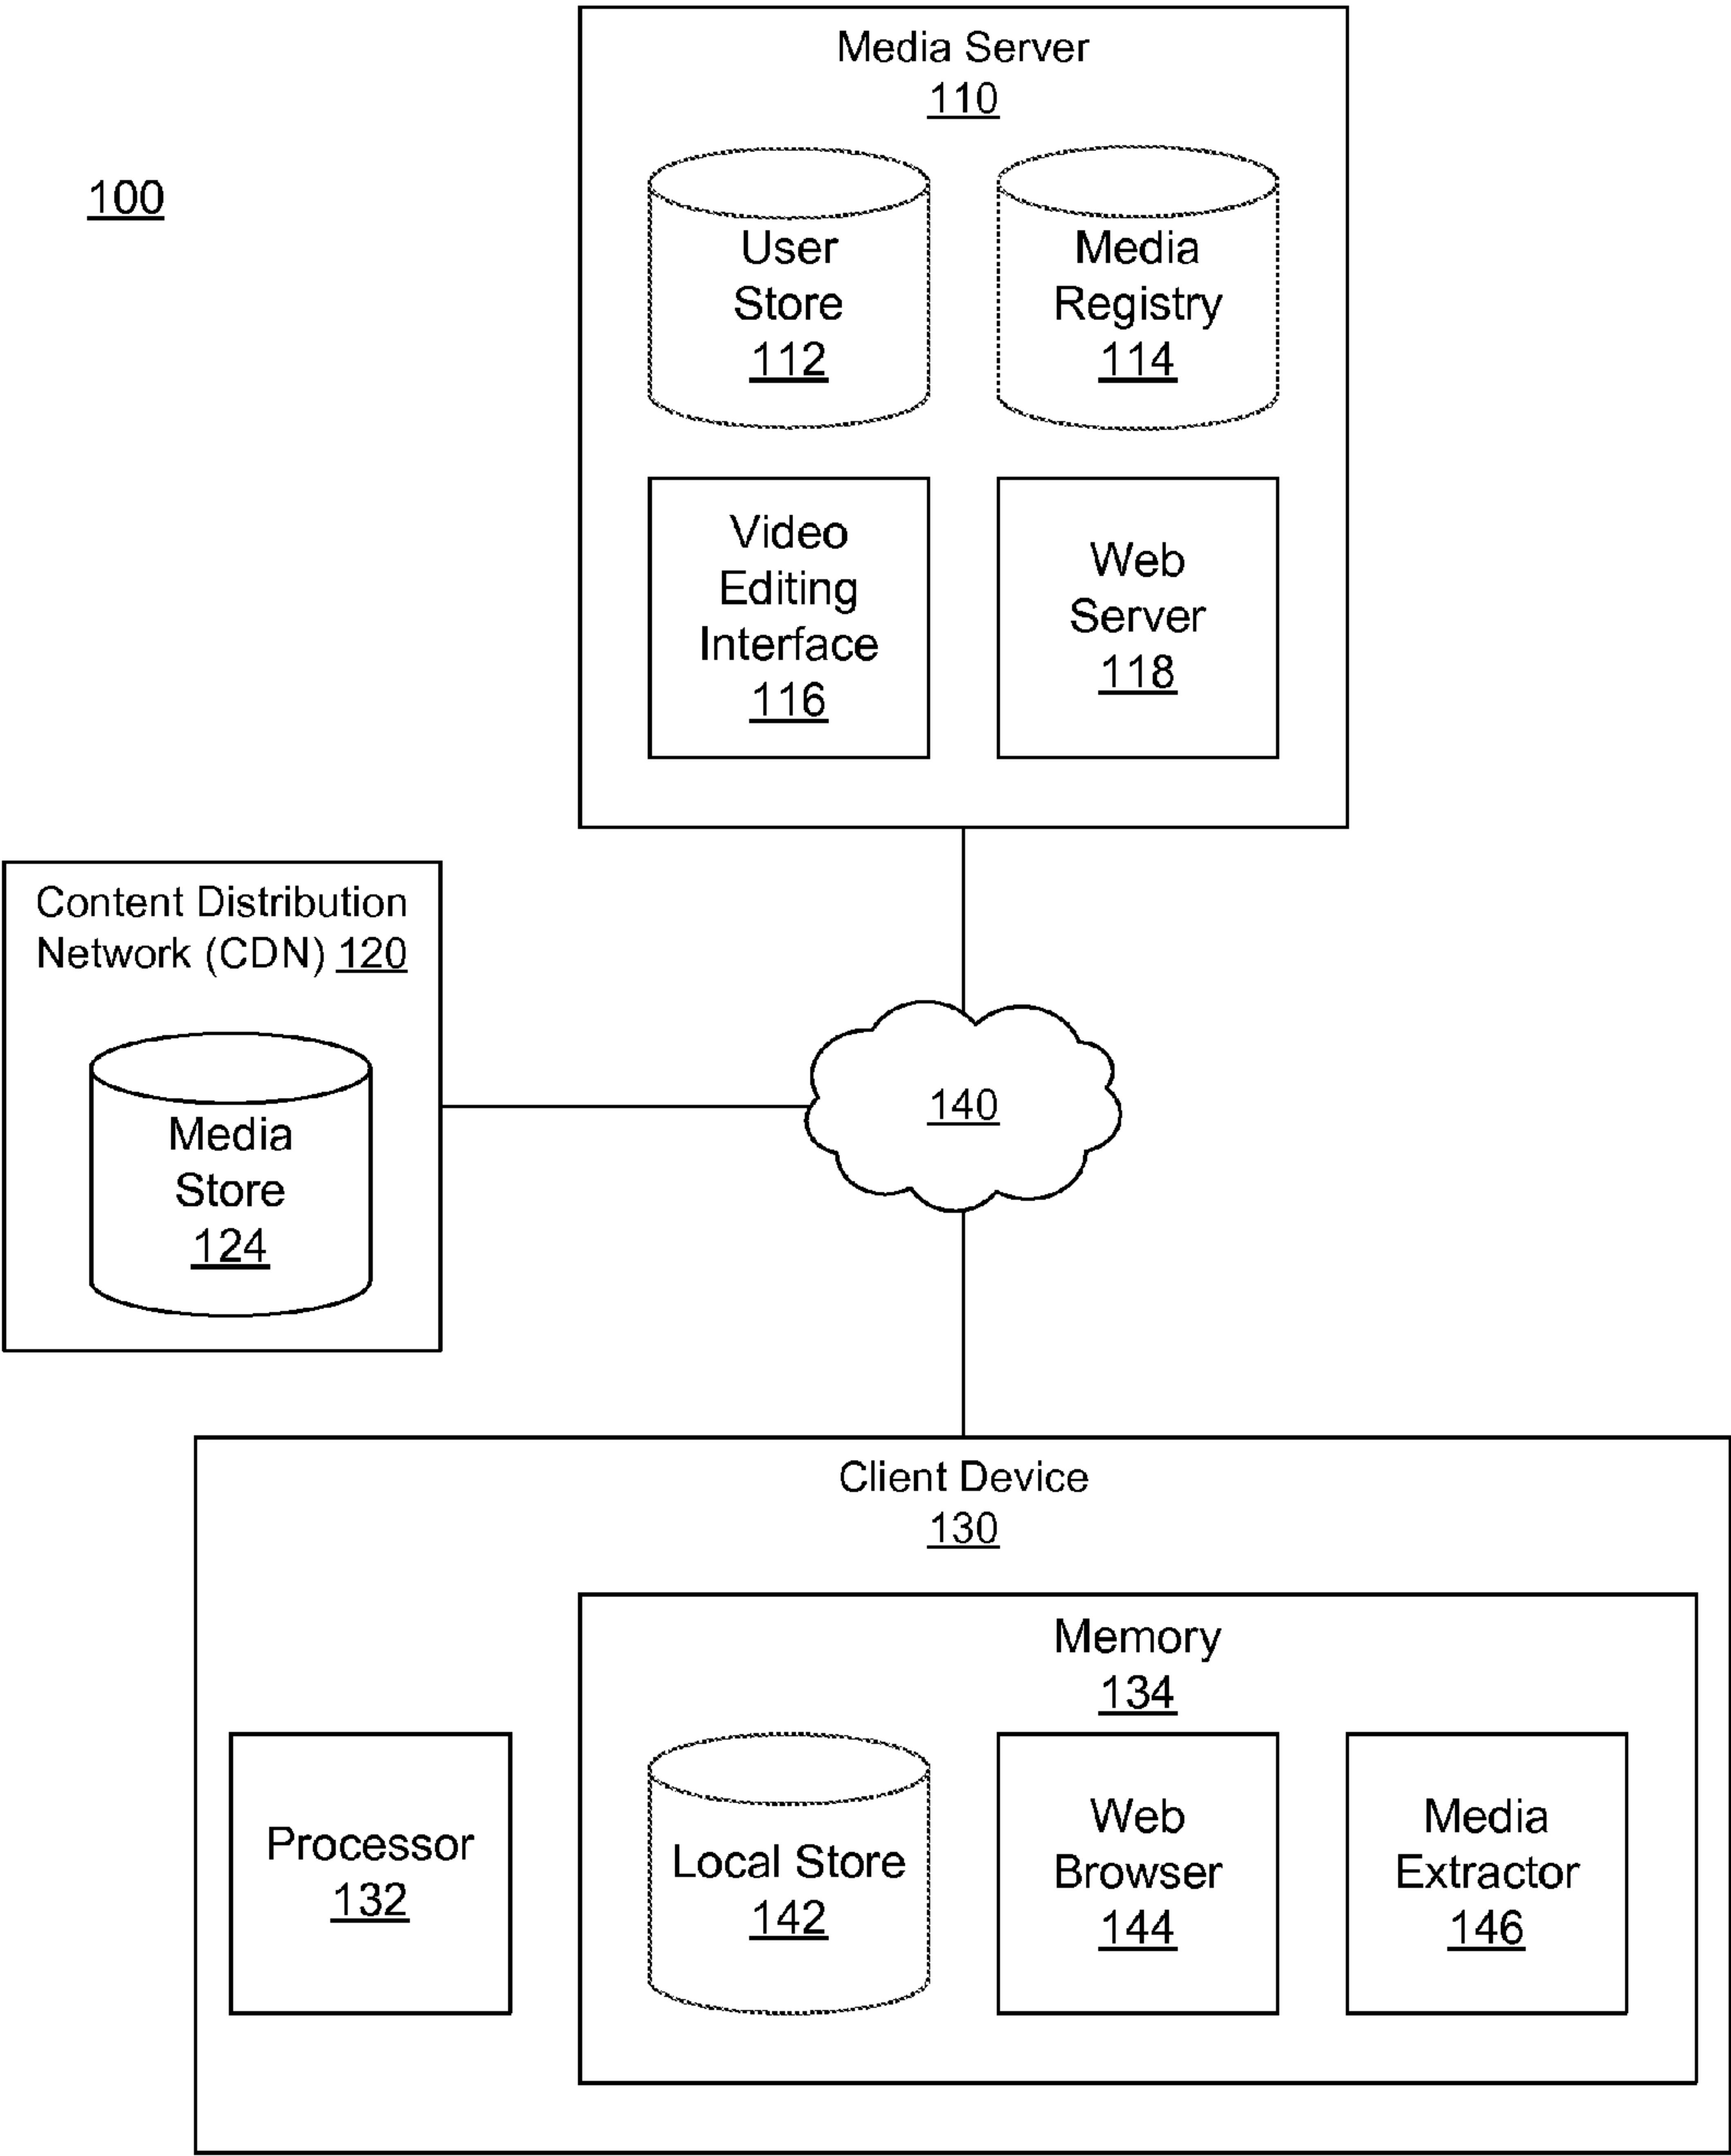 100
Media Server
110
User
Store
112
Media
Registry
114
Video
Editing
Interface
116
Web
Server
118
Content Distribution
Network (CDN) 120
Media
Store
124
140
Client Device
130
Memory
134
Processor
132
Local Store
142
Web
Browser
144
Media
Extractor
146